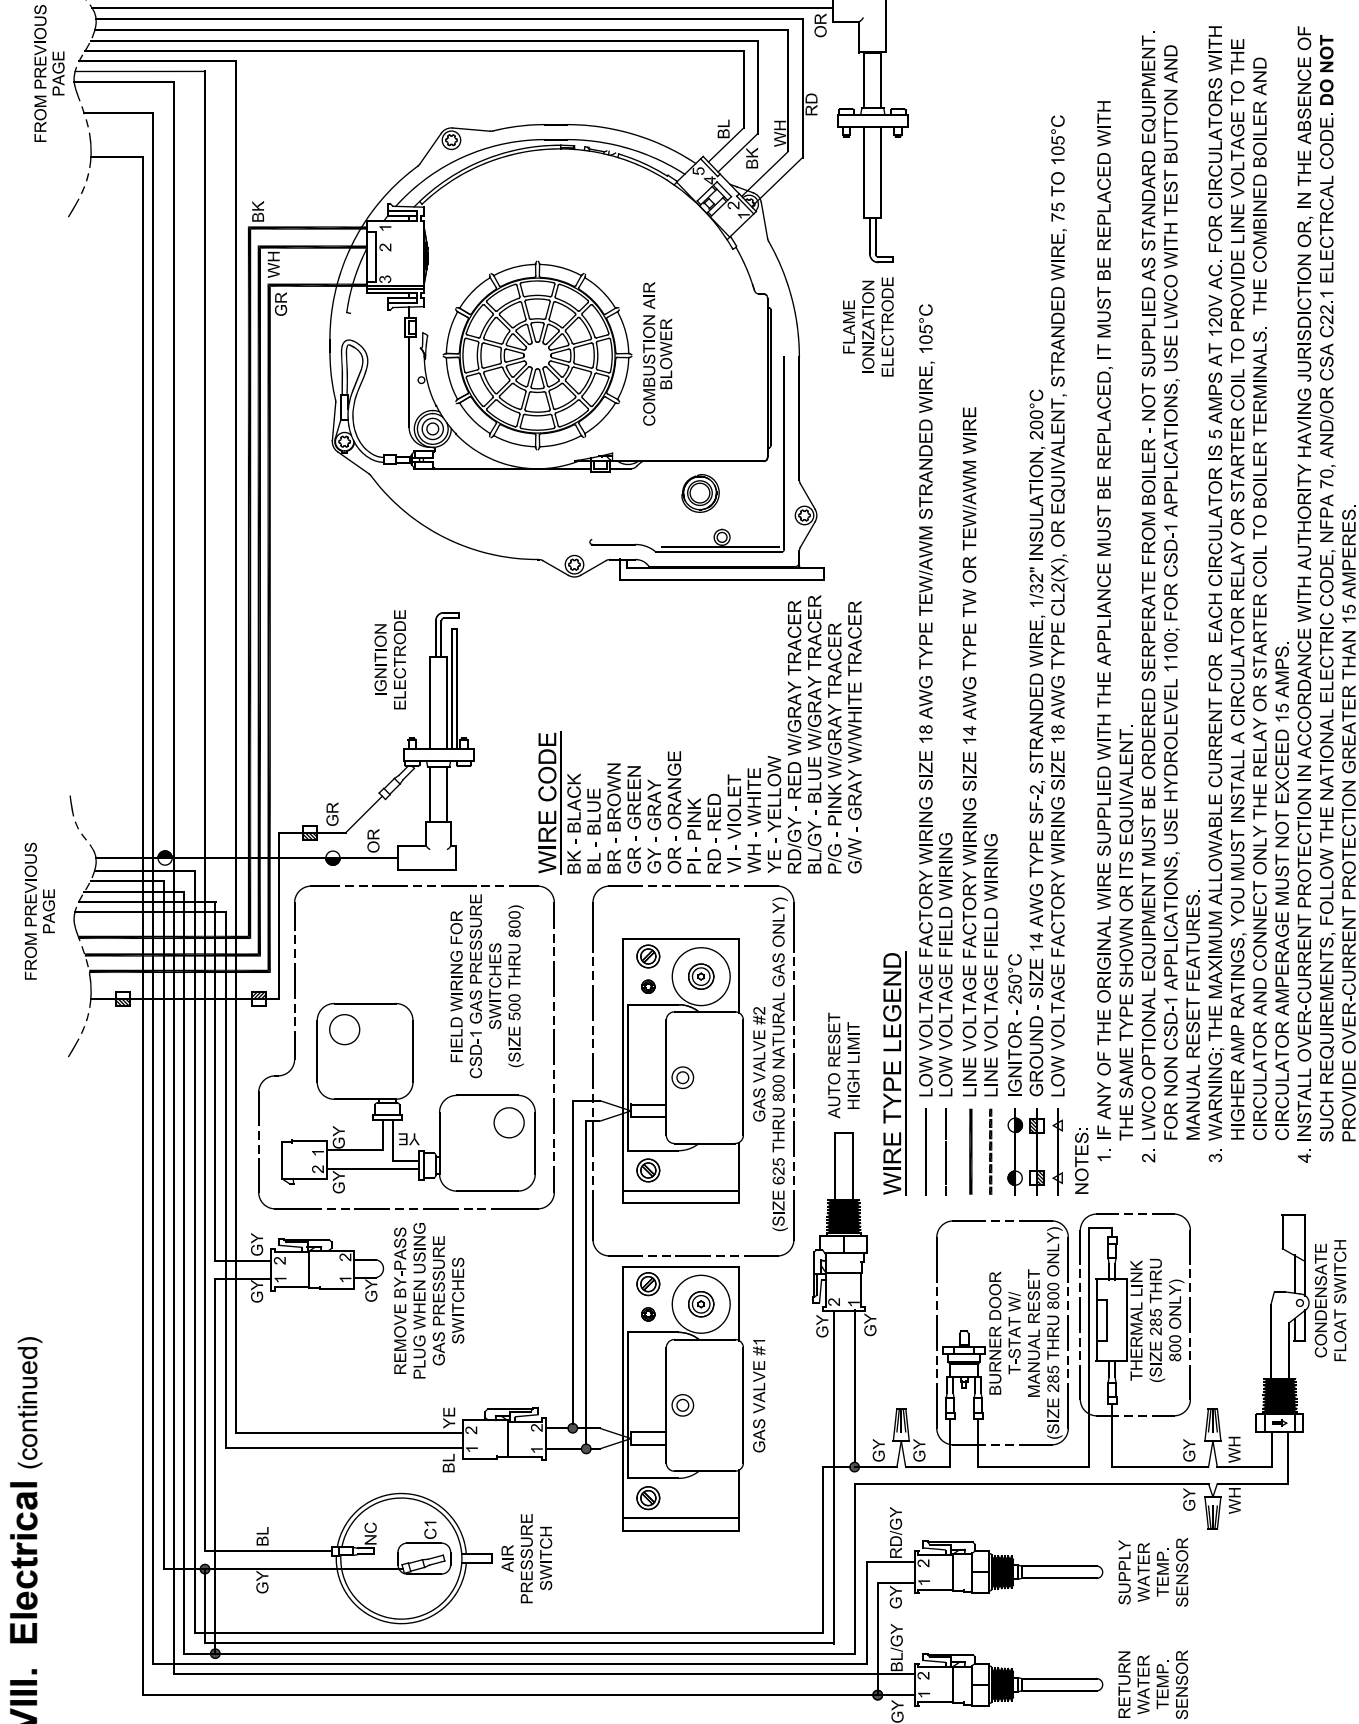 VIII. Electrical (continued)
FROM PREVIOUS
PAGE
FROM PREVIOUS
PAGE
GY
BL
NC
C1
AIR
PRESSURE
SWITCH
GY
GY
1 2
1 2
GY
REMOVE BY-PASS
PLUG WHEN USING
GAS PRESSURE
SWITCHES
FIELD WIRING FOR
CSD-1 GAS PRESSURE
SWITCHES
(SIZE 500 THRU 800)
2 1
GY
GY
YE
GR
OR
IGNITION
ELECTRODE
BK
WH
GR
3 2 1
COMBUSTION AIR
BLOWER
5
4
2
1
BL
BK
WH
RD
OR
FLAME
IONIZATION
ELECTRODE
BL
YE
1 2
1 2
GAS VALVE #1
GAS VALVE #2
(SIZE 625 THRU 800 NATURAL GAS ONLY)
WIRE CODE
BK - BLACK
BL - BLUE
BR - BROWN
GR - GREEN
GY - GRAY
OR - ORANGE
PI - PINK
RD - RED
VI - VIOLET
WH - WHITE
YE - YELLOW
RD/GY - RED W/GRAY TRACER
BL/GY - BLUE W/GRAY TRACER
P/G - PINK W/GRAY TRACER
G/W - GRAY W/WHITE TRACER
AUTO RESET
HIGH LIMIT
2
1
GY
GY
GY
GY
BURNER DOOR
T-STAT W/
MANUAL RESET
(SIZE 285 THRU 800 ONLY)
THERMAL LINK
(SIZE 285 THRU
800 ONLY)
GY
WH
GY
WH
CONDENSATE
FLOAT SWITCH
GY
RD/GY
1 2
SUPPLY
WATER
TEMP.
SENSOR
GY
BL/GY
1 2
RETURN
WATER
TEMP.
SENSOR
WIRE TYPE LEGEND
LOW VOLTAGE FACTORY WIRING SIZE 18 AWG TYPE TEW/AWM STRANDED WIRE, 105°C
LOW VOLTAGE FIELD WIRING
LINE VOLTAGE FACTORY WIRING SIZE 14 AWG TYPE TW OR TEW/AWM WIRE
LINE VOLTAGE FIELD WIRING
IGNITOR - 250°C
GROUND - SIZE 14 AWG TYPE SF-2, STRANDED WIRE, 1/32" INSULATION, 200°C
LOW VOLTAGE FACTORY WIRING SIZE 18 AWG TYPE CL2(X), OR EQUIVALENT, STRANDED WIRE, 75 TO 105°C
NOTES:
1. IF ANY OF THE ORIGINAL WIRE SUPPLIED WITH THE APPLIANCE MUST BE REPLACED, IT MUST BE REPLACED WITH
THE SAME TYPE SHOWN OR ITS EQUIVALENT.
2. LWCO OPTIONAL EQUIPMENT MUST BE ORDERED SERPERATE FROM BOILER - NOT SUPPLIED AS STANDARD EQUIPMENT.
FOR NON CSD-1 APPLICATIONS, USE HYDROLEVEL 1100; FOR CSD-1 APPLICATIONS, USE LWCO WITH TEST BUTTON AND
MANUAL RESET FEATURES.
3. WARNING; THE MAXIMUM ALLOWABLE CURRENT FOR EACH CIRCULATOR IS 5 AMPS AT 120V AC. FOR CIRCULATORS WITH
HIGHER AMP RATINGS, YOU MUST INSTALL A CIRCULATOR RELAY OR STARTER COIL TO PROVIDE LINE VOLTAGE TO THE
CIRCULATOR AND CONNECT ONLY THE RELAY OR STARTER COIL TO BOILER TERMINALS. THE COMBINED BOILER AND
CIRCULATOR AMPERAGE MUST NOT EXCEED 15 AMPS.
4. INSTALL OVER-CURRENT PROTECTION IN ACCORDANCE WITH AUTHORITY HAVING JURISDICTION OR, IN THE ABSENCE OF
SUCH REQUIREMENTS, FOLLOW THE NATIONAL ELECTRIC CODE, NFPA 70, AND/OR CSA C22.1 ELECTRCAL CODE. DO NOT
PROVIDE OVER-CURRENT PROTECTION GREATER THAN 15 AMPERES.